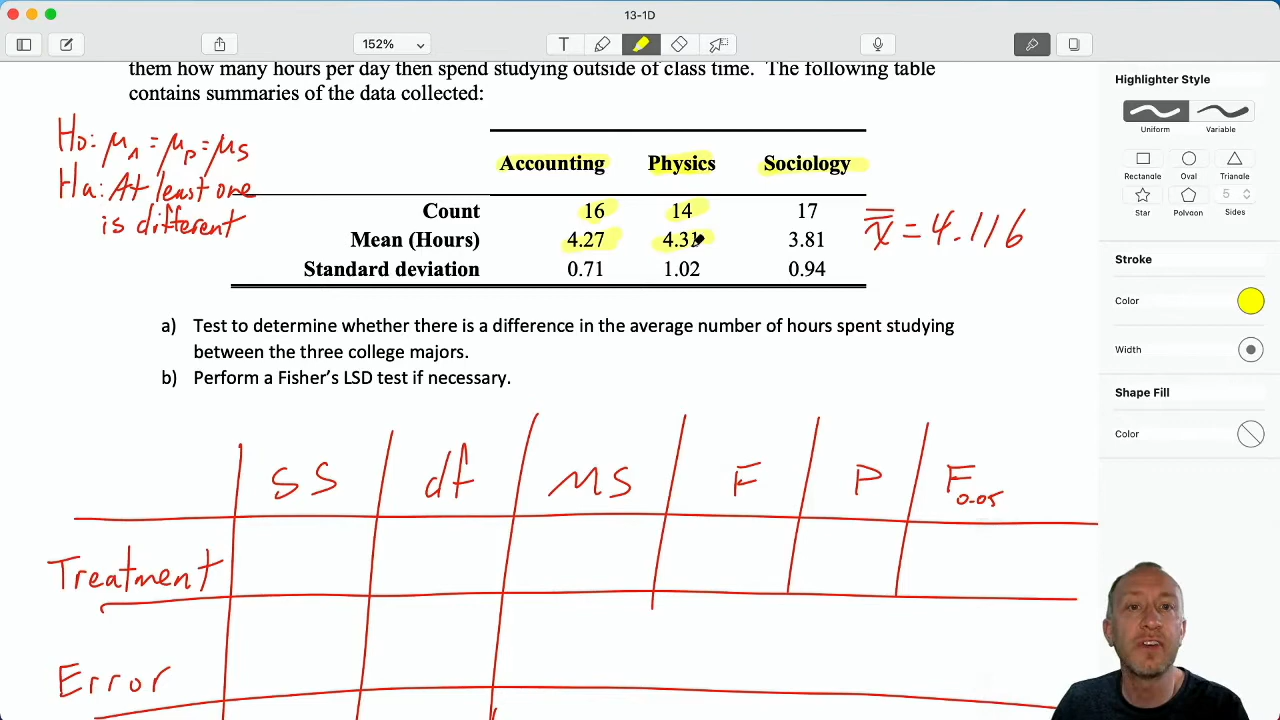 13-1D
152%
T
them how many hours per day then spend studying outside of class time. The following table
contains summaries of the data collected:
H0: μA = μP = μS
Ha: At least one
is different
Accounting Physics Sociology
Count 16 14 17
Mean (Hours) 4.27 4.31 3.81
Standard deviation 0.71 1.02 0.94
x̿ = 4.116
a) Test to determine whether there is a difference in the average number of hours spent studying
between the three college majors.
b) Perform a Fisher's LSD test if necessary.
SS df MS F P F0.05
Treatment
Error
Highlighter Style
Uniform Variable
Rectangle Oval Triangle
5
Star Polygon Sides
Stroke
Color
Width
Shape Fill
Color